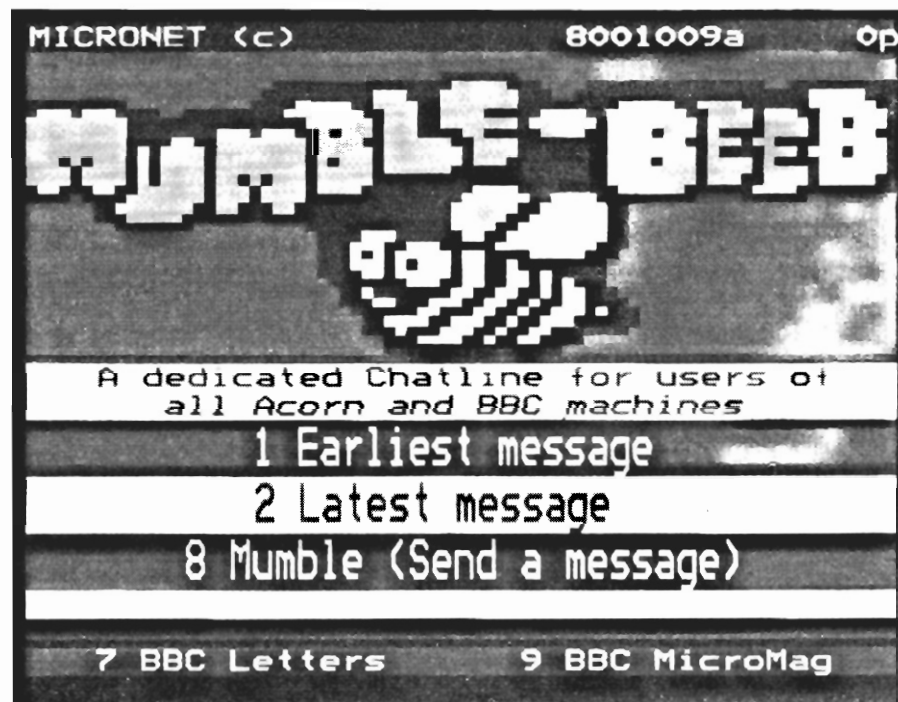 MICRONET (c) 8001009a 0p
MUMBLE-BEEB
A dedicated Chatline for users of
all Acorn and BBC machines
1 Earliest message
2 Latest message
8 Mumble (Send a message)
7 BBC Letters 9 BBC MicroMag